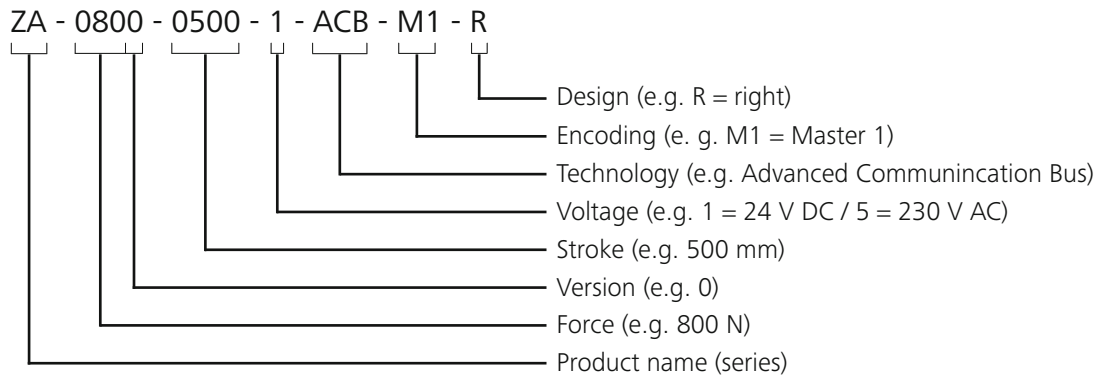 ZA - 0800 - 0500 - 1 - ACB - M1 - R
Design (e.g. R = right)
Encoding (e. g. M1 = Master 1)
Technology (e.g. Advanced Communincation Bus)
Voltage (e.g. 1 = 24 V DC / 5 = 230 V AC)
Stroke (e.g. 500 mm)
Version (e.g. 0)
Force (e.g. 800 N)
Product name (series)